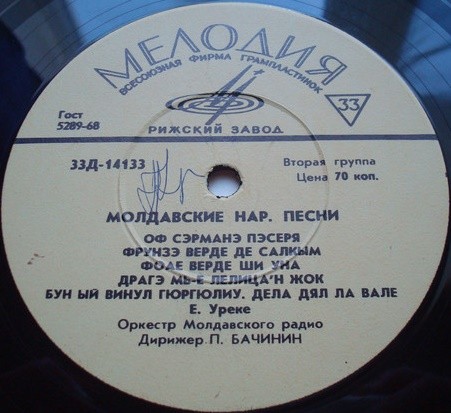 МЕЛОДИЯ
ВСЕСОЮЗНАЯ ФИРМА ГРАМПЛАСТИНОК
33
Гост
5289-68
РИЖСКИЙ ЗАВОД
33Д-14133
Вторая группа
Цена 70 коп.
МОЛДАВСКИЕ НАР. ПЕСНИ
ОФ СЭРМАНЭ ПЭСЕРЯ
ФРУНЗЭ ВЕРДЕ ДЕ САЛКЫМ
ФОАЕ ВЕРДЕ ШИ УНА
ДРАГЭ МЬ-Е ЛЕЛИЦА'Н ЖОК
БУН ЫЙ ВИНУЛ ГЮРГЮЛИУ. ДЕЛА ДЯЛ ЛА ВАЛЕ
Е. Уреке
Оркестр Молдавского радио
Дирижер П. БАЧИНИН